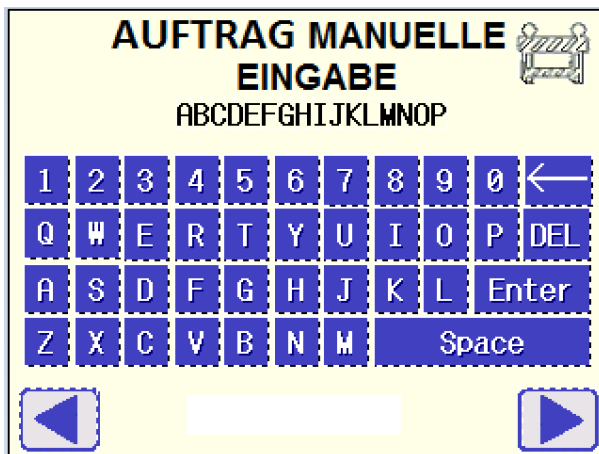 AUFTRAG MANUELLE
EINGABE
ABCDEFGHIJKLMNOP
1 2 3 4 5 6 7 8 9 0 ←
Q W E R T Y U I O P DEL
A S D F G H J K L Enter
Z X C V B N M Space